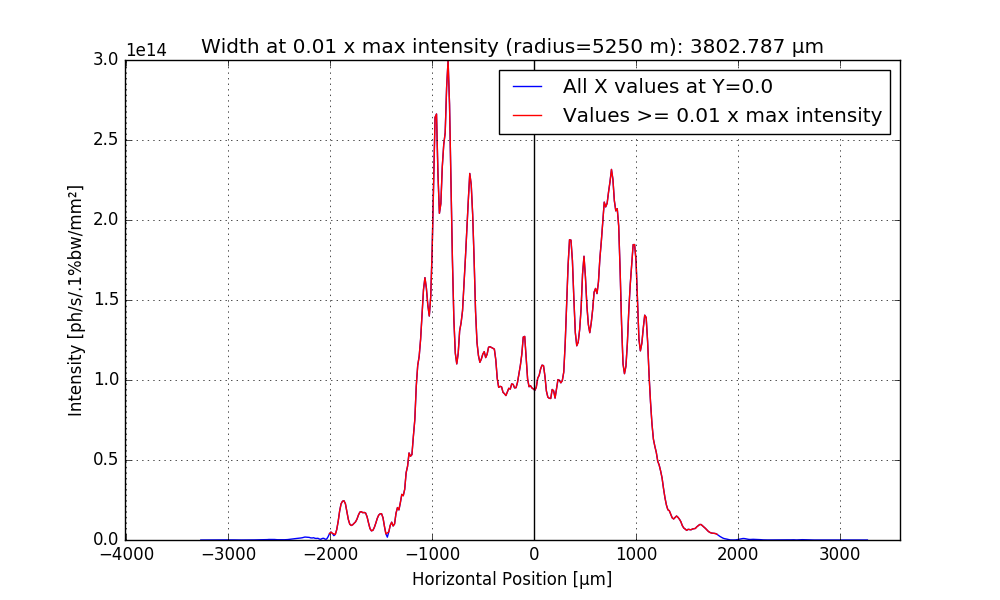 Width at 0.01 x max intensity (radius=5250 m): 3802.787 μm
1e14
3.0
2.5
2.0
1.5
1.0
0.5
0.0
Intensity [ph/s/.1%bw/mm²]
All X values at Y=0.0
Values >= 0.01 x max intensity
−4000 −3000 −2000 −1000 0 1000 2000 3000
Horizontal Position [μm]